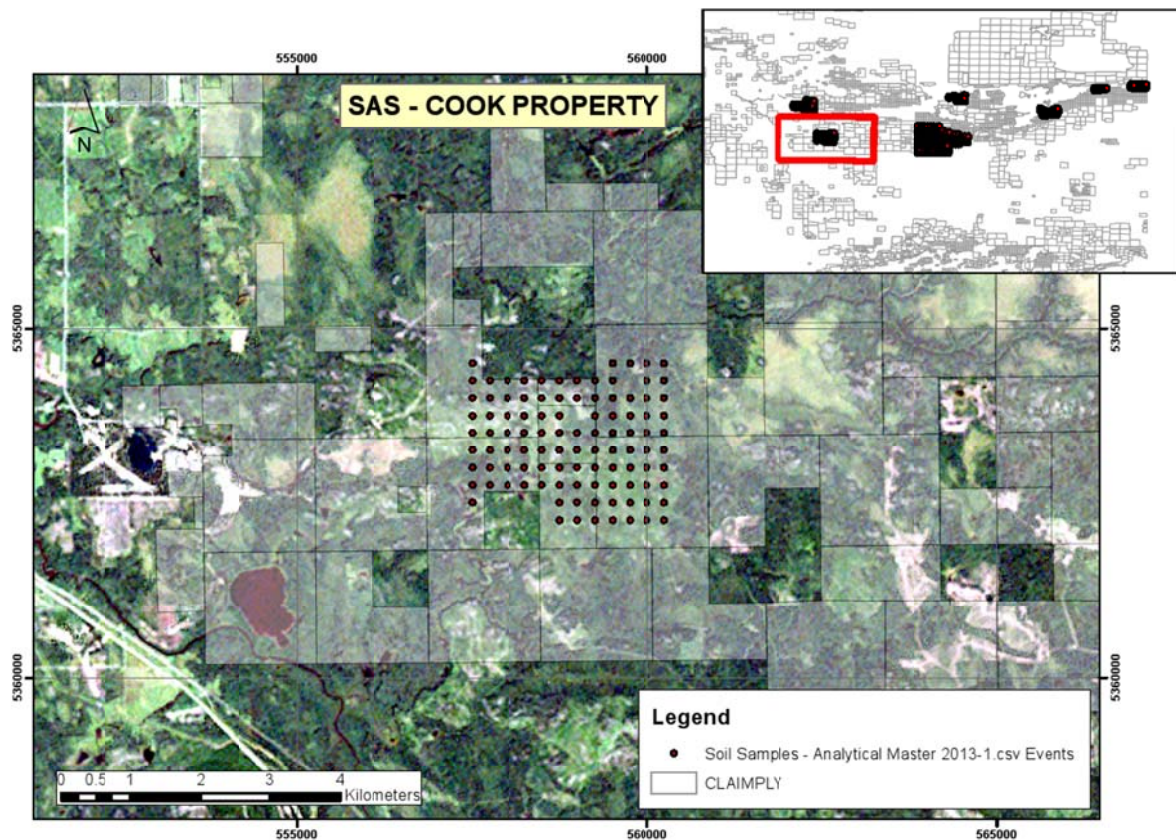 555000
560000
SAS - COOK PROPERTY
N
5365000
5365000
5360000
5360000
Legend
Soil Samples - Analytical Master 2013-1.csv Events
CLAIMPLY
0 0.5 1 2 3 4
Kilometers
555000
560000
565000